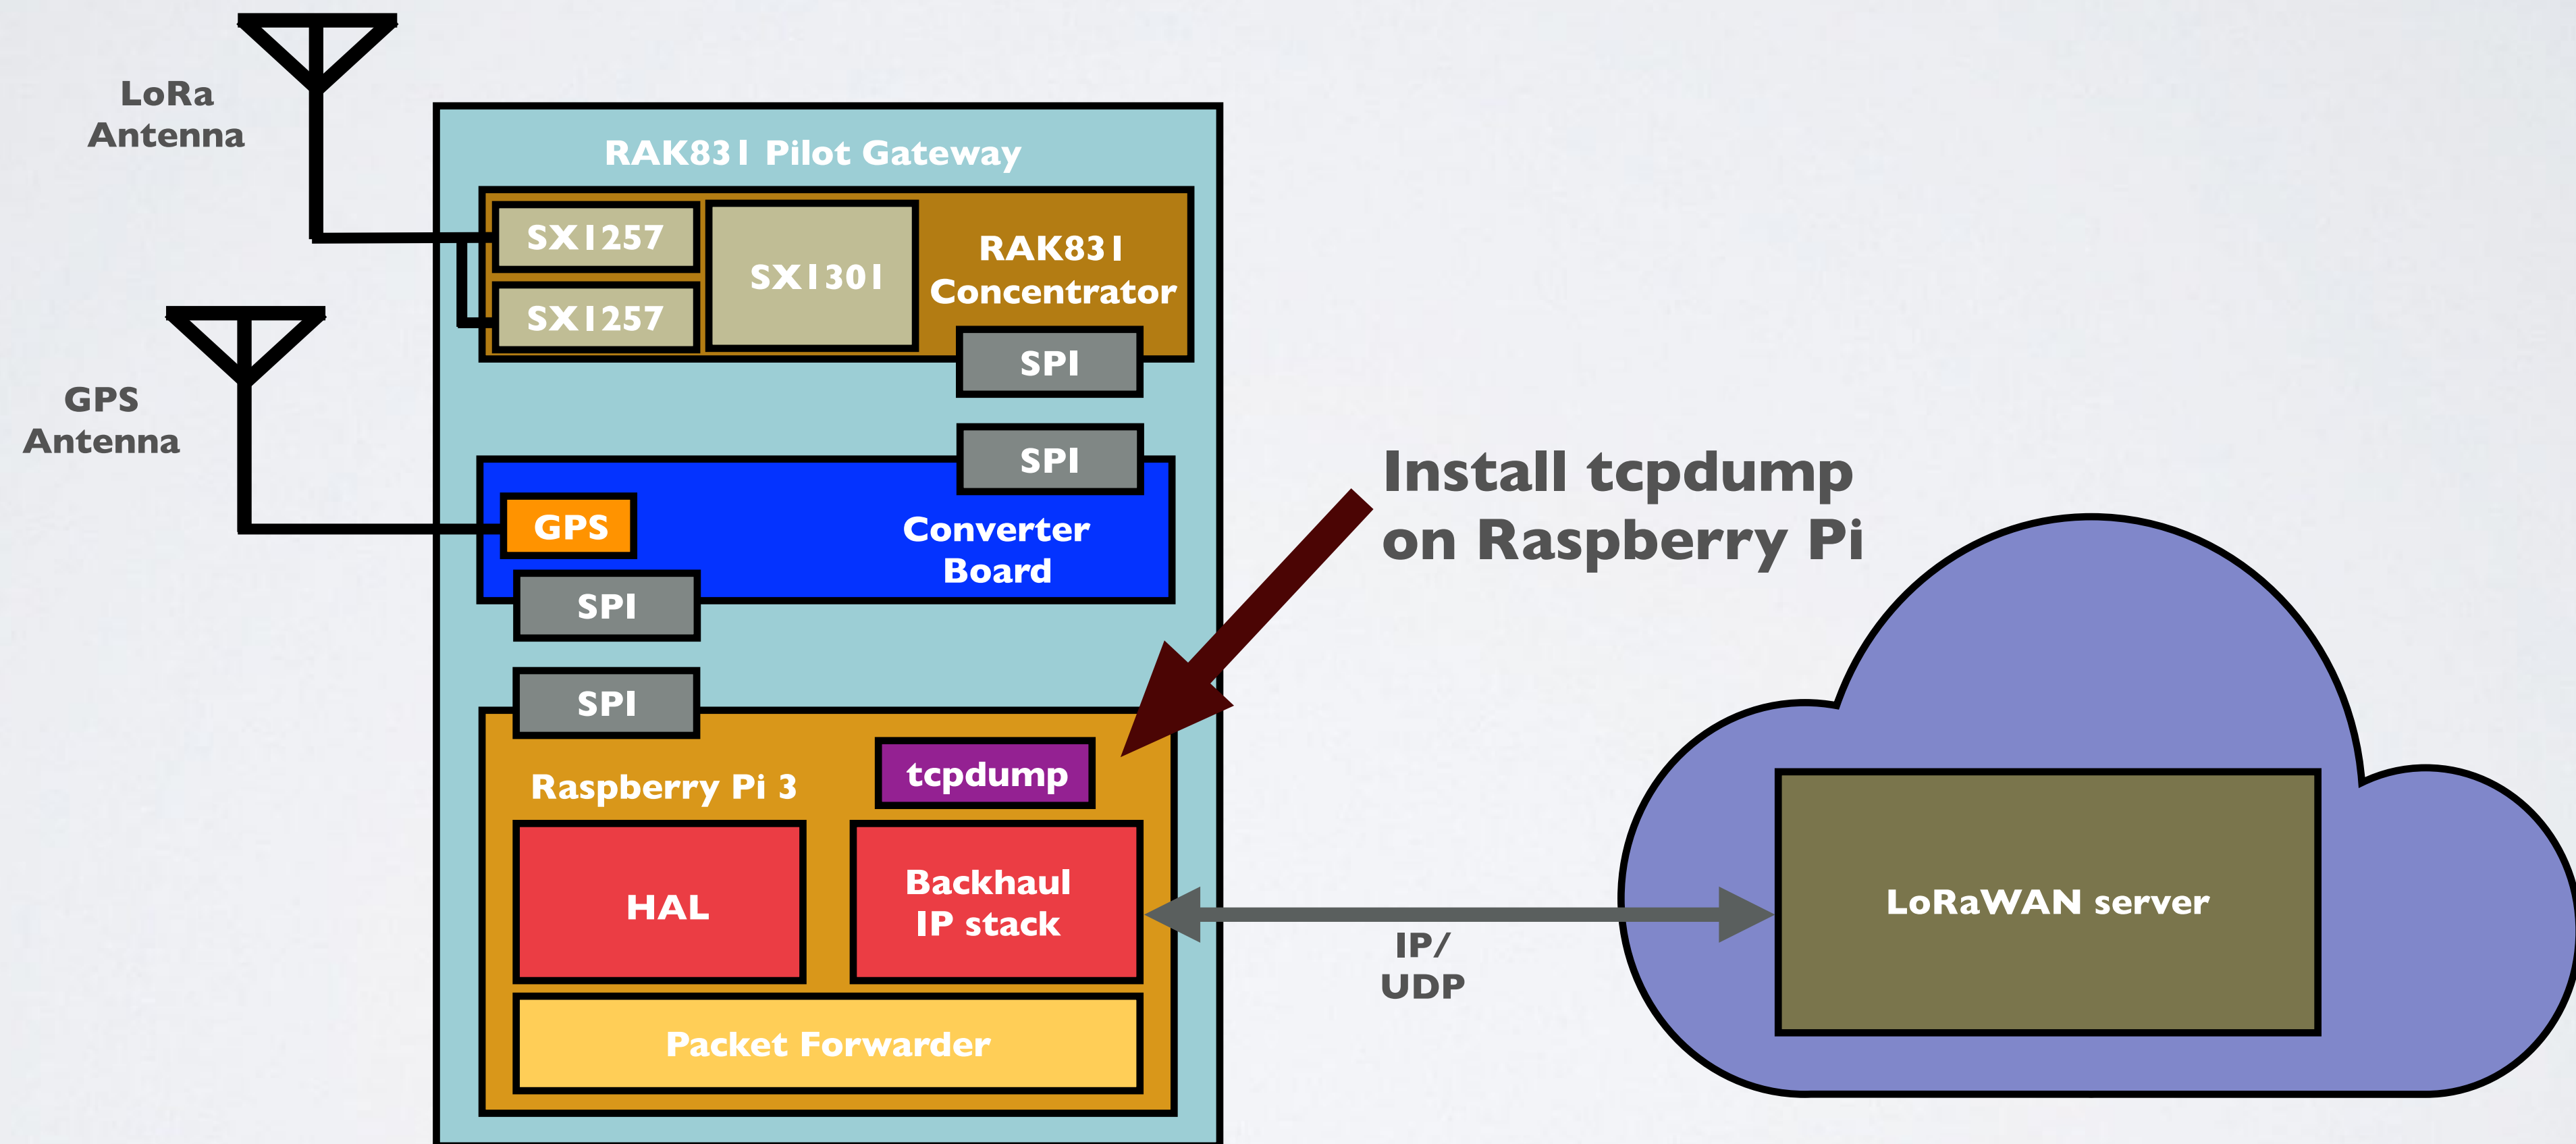 LoRa
Antenna
RAK831 Pilot Gateway
SX1257
SX1257
SX1301
RAK831
Concentrator
SPI
GPS
Antenna
SPI
GPS
Converter
Board
SPI
Install tcpdump
on Raspberry Pi
SPI
Raspberry Pi 3
tcpdump
HAL
Backhaul
IP stack
IP/
UDP
LoRaWAN server
Packet Forwarder